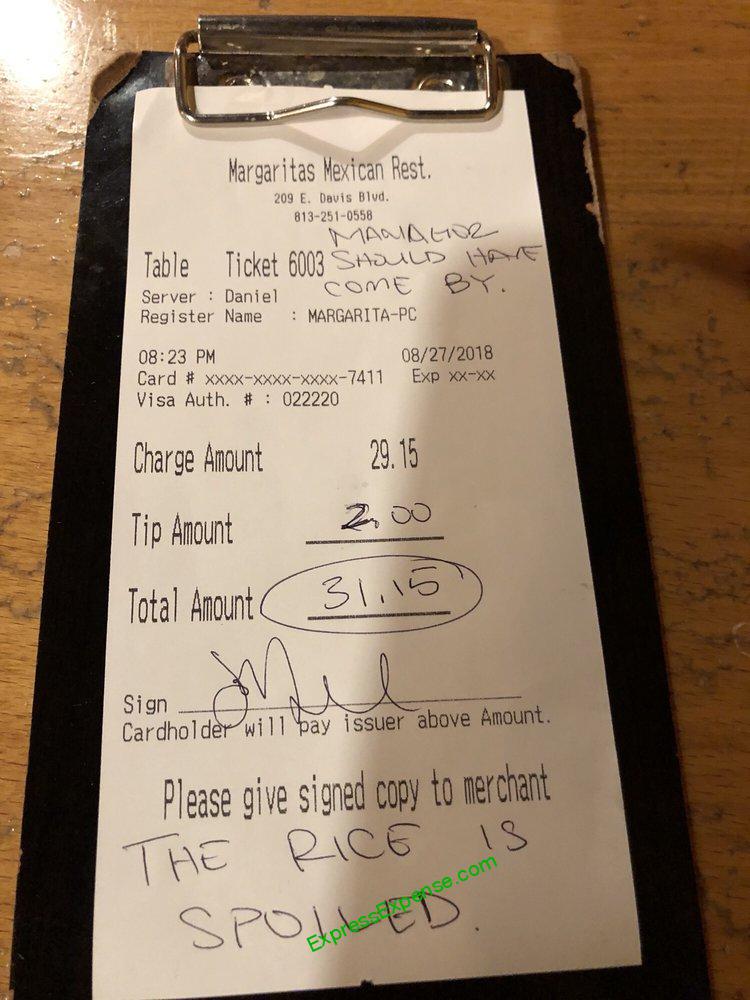 Margaritas Mexican Rest.
209 E. Davis Blvd.
813-251-0558
MANAGOR
SHOULD HAVE
COME BY.
Table Ticket 6003
Server : Daniel
Register Name : MARGARITA-PC
08:23 PM 08/27/2018
Card # xxxx-xxxx-xxxx-7411 Exp xx-xx
Visa Auth. # : 022220
Charge Amount 29.15
Tip Amount 2.00
Total Amount 31.15
Sign
Cardholder will pay issuer above Amount.
Please give signed copy to merchant
THE RICE IS
SPOILED.
ExpressExpense.com